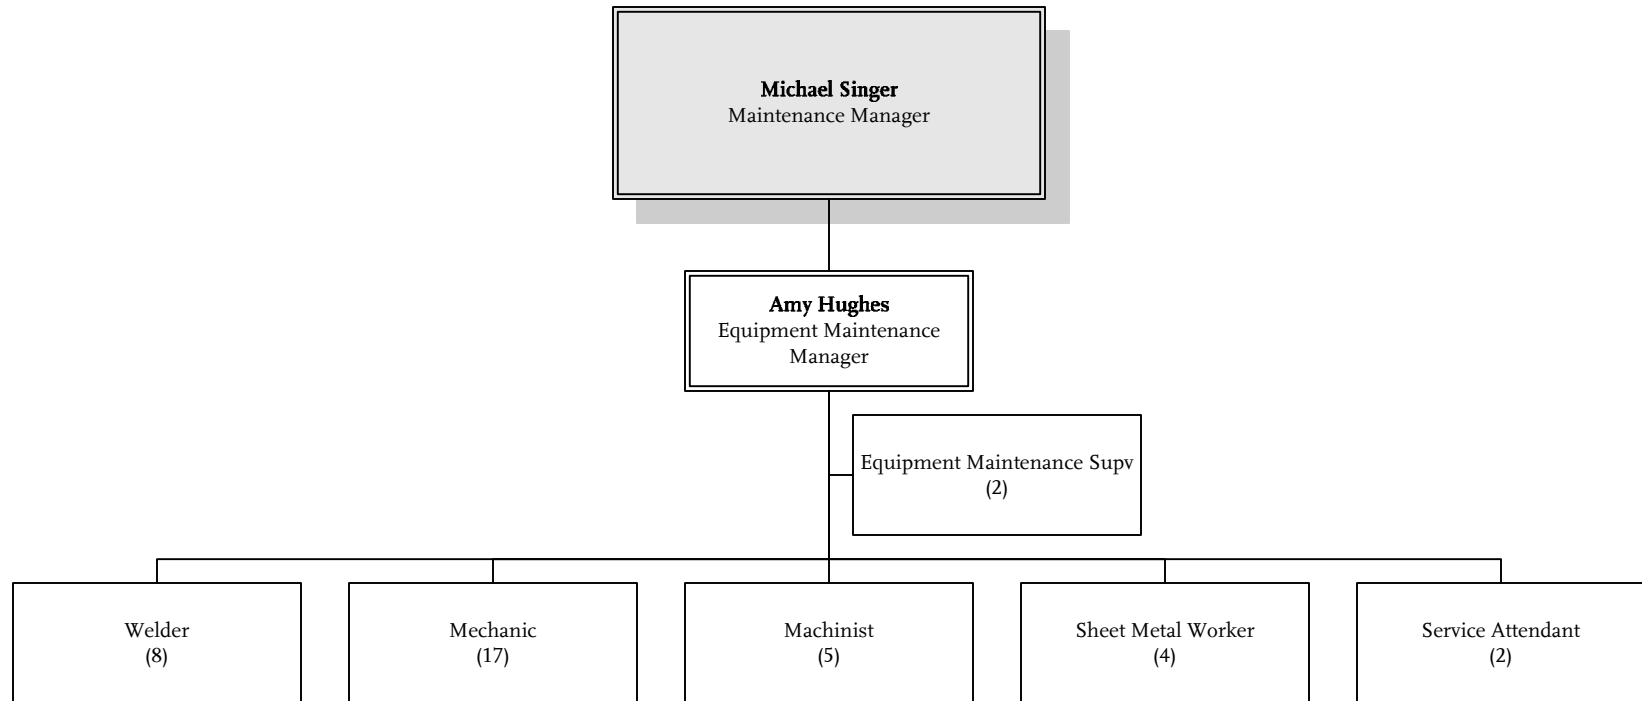 Michael Singer
Maintenance Manager
Amy Hughes
Equipment Maintenance
Manager
Equipment Maintenance Supv
(2)
Welder
(8)
Mechanic
(17)
Machinist
(5)
Sheet Metal Worker
(4)
Service Attendant
(2)